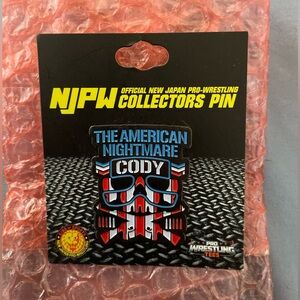 NJPW OFFICIAL NEW JAPAN PRO-WRESTLING
COLLECTORS PIN
THE AMERICAN
NIGHTMARE
CODY
PRO
WRESTLING
TEES